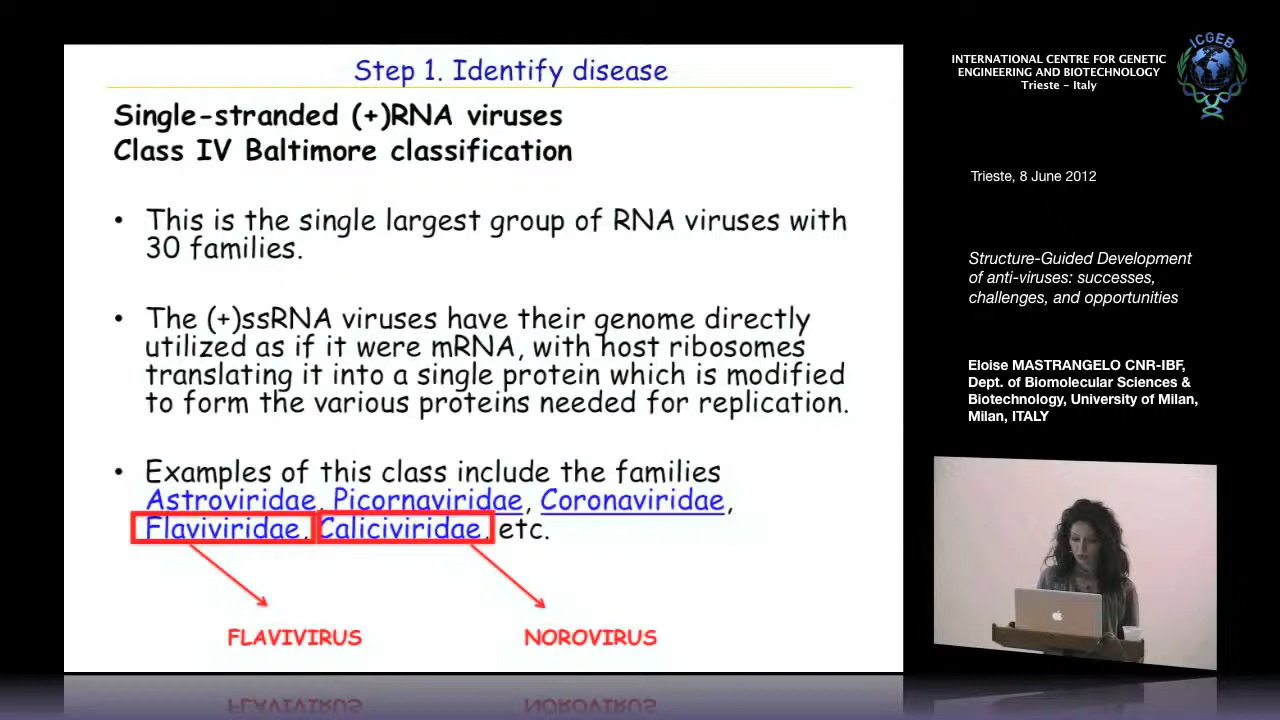 Step 1. Identify disease
Single-stranded (+)RNA viruses
Class IV Baltimore classification
• This is the single largest group of RNA viruses with
30 families.
• The (+)ssRNA viruses have their genome directly
utilized as if it were mRNA, with host ribosomes
translating it into a single protein which is modified
to form the various proteins needed for replication.
• Examples of this class include the families
Astroviridae, Picornaviridae, Coronaviridae,
Flaviviridae, Caliciviridae, etc.
FLAVIVIRUS
NOROVIRUS
INTERNATIONAL CENTRE FOR GENETIC
ENGINEERING AND BIOTECHNOLOGY
Trieste - Italy
ICGEB
Trieste, 8 June 2012
Structure-Guided Development
of anti-viruses: successes,
challenges, and opportunities
Eloise MASTRANGELO CNR-IBF,
Dept. of Biomolecular Sciences &
Biotechnology, University of Milan,
Milan, ITALY